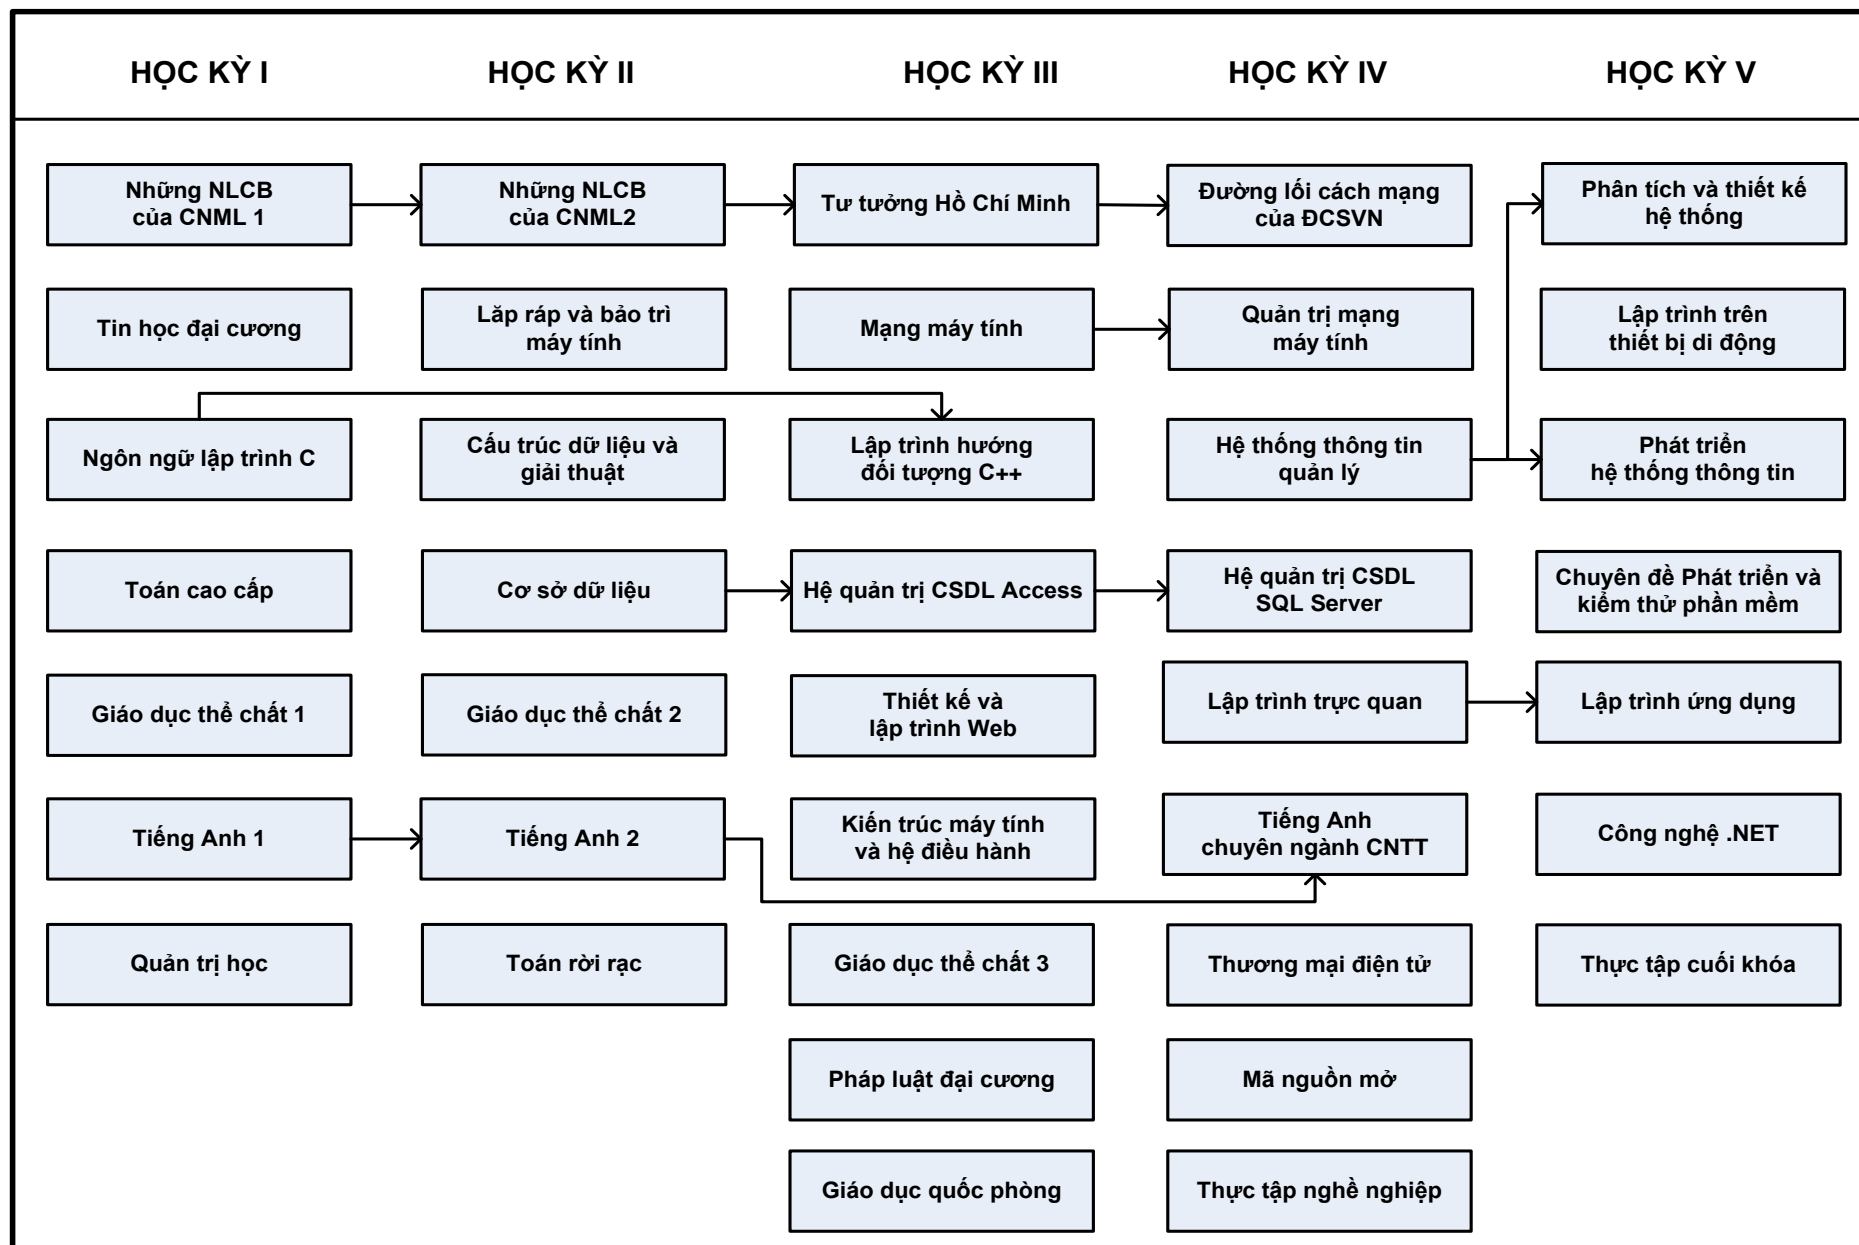 HỌC KỲ I
HỌC KỲ II
HỌC KỲ III
HỌC KỲ IV
HỌC KỲ V
Những NLCB
của CNML 1
Những NLCB
của CNML2
Tư tưởng Hồ Chí Minh
Đường lối cách mạng
của ĐCSVN
Phân tích và thiết kế
hệ thống
Tin học đại cương
Lăp ráp và bảo trì
máy tính
Mạng máy tính
Quản trị mạng
máy tính
Lập trình trên
thiết bị di động
Ngôn ngữ lập trình C
Cấu trúc dữ liệu và
giải thuật
Lập trình hướng
đối tượng C++
Hệ thống thông tin
quản lý
Phát triển
hệ thống thông tin
Toán cao cấp
Cơ sở dữ liệu
Hệ quản trị CSDL Access
Hệ quản trị CSDL
SQL Server
Chuyên đề Phát triển và
kiểm thử phần mềm
Giáo dục thể chất 1
Giáo dục thể chất 2
Thiết kế và
lập trình Web
Lập trình trực quan
Lập trình ứng dụng
Tiếng Anh 1
Tiếng Anh 2
Kiến trúc máy tính
và hệ điều hành
Tiếng Anh
chuyên ngành CNTT
Công nghệ .NET
Quản trị học
Toán rời rạc
Giáo dục thể chất 3
Thương mại điện tử
Thực tập cuối khóa
Pháp luật đại cương
Mã nguồn mở
Giáo dục quốc phòng
Thực tập nghề nghiệp